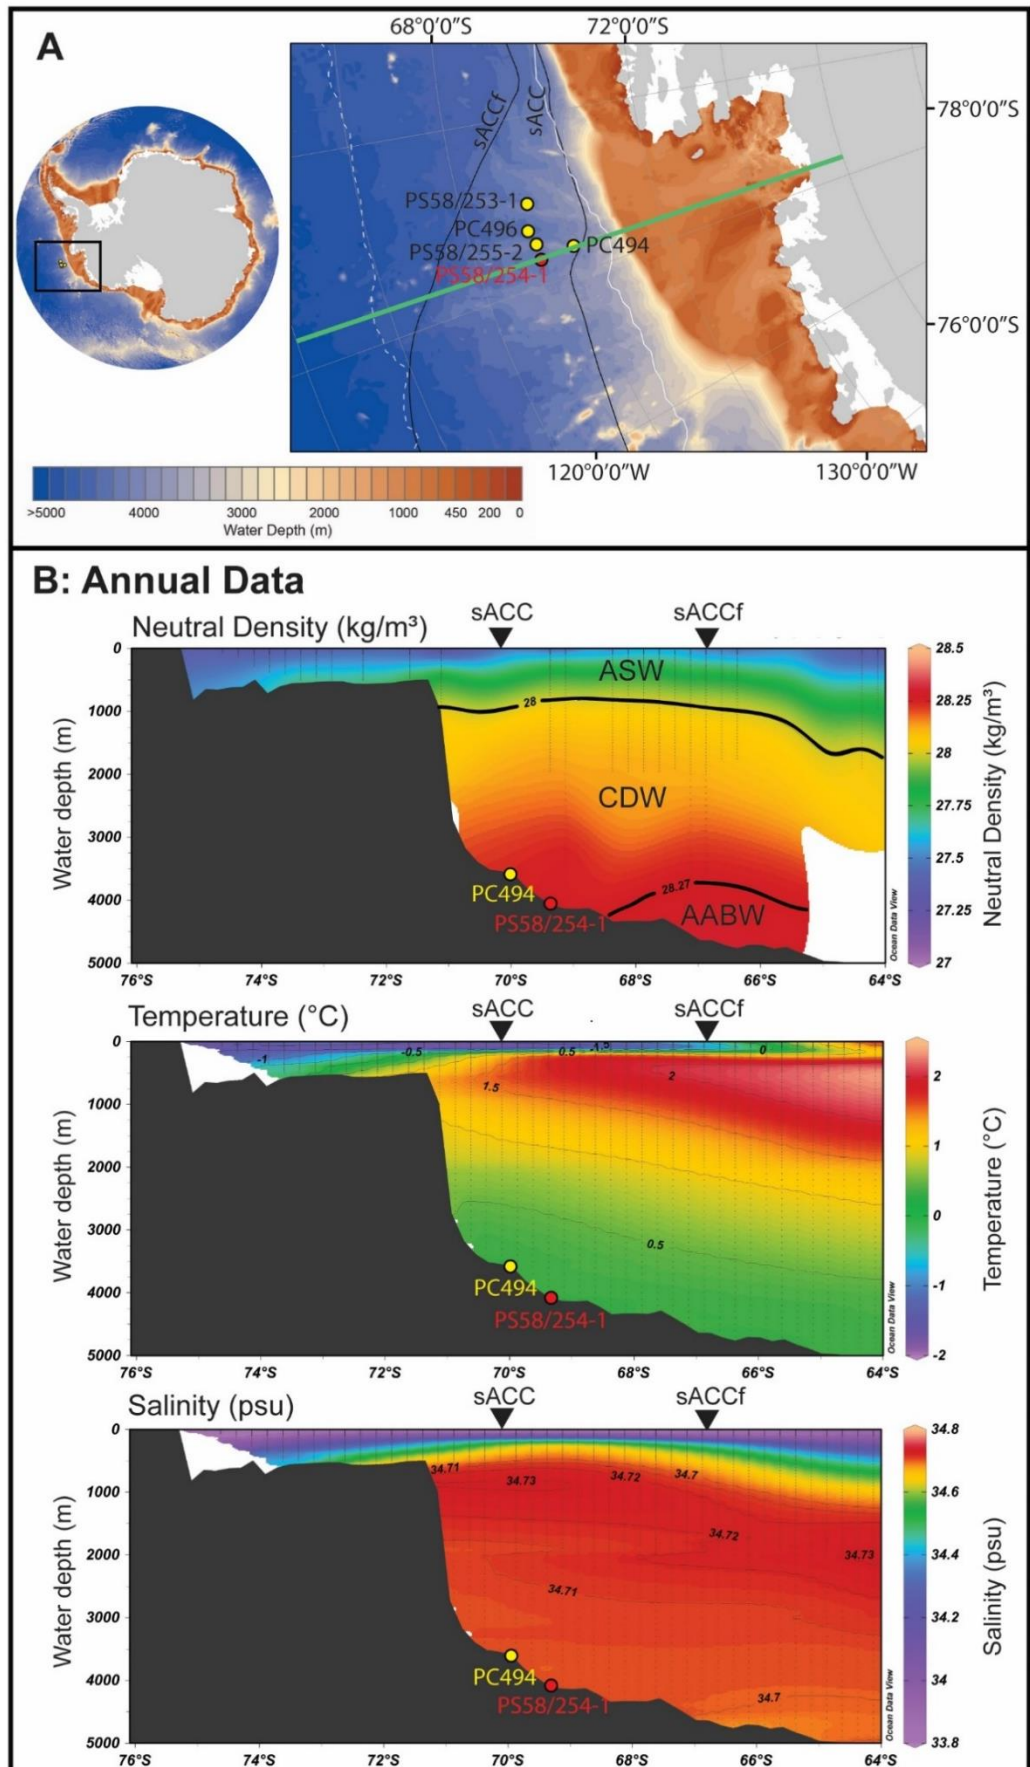 A
68°0'0"S
72°0'0"S
78°0'0"S
76°0'0"S
120°0'0"W
130°0'0"W
sACCf
sACC
PS58/253-1
PC496
PS58/255-2
PC494
PS58/254-1
>5000 4000 3000 2000 1000 450 200 0
Water Depth (m)
B: Annual Data
Neutral Density (kg/m³)
sACC
sACCf
ASW
28
CDW
28.27
AABW
PC494
PS58/254-1
Water depth (m)
0
1000
2000
3000
4000
5000
76°S 74°S 72°S 70°S 68°S 66°S 64°S
Ocean Data View
28.5
28.25
28
27.75
27.5
27.25
27
Neutral Density (kg/m³)
Temperature (°C)
sACC
sACCf
-1
-0.5
0.5
-1.5
0
1.5
2
0.5
PC494
PS58/254-1
Water depth (m)
0
1000
2000
3000
4000
5000
76°S 74°S 72°S 70°S 68°S 66°S 64°S
Ocean Data View
2
1
0
-1
-2
Temperature (°C)
Salinity (psu)
sACC
sACCf
34.71
34.73
34.72
34.7
34.72
34.73
34.71
34.7
PC494
PS58/254-1
Water depth (m)
0
1000
2000
3000
4000
5000
76°S 74°S 72°S 70°S 68°S 66°S 64°S
Ocean Data View
34.8
34.6
34.4
34.2
34
33.8
Salinity (psu)